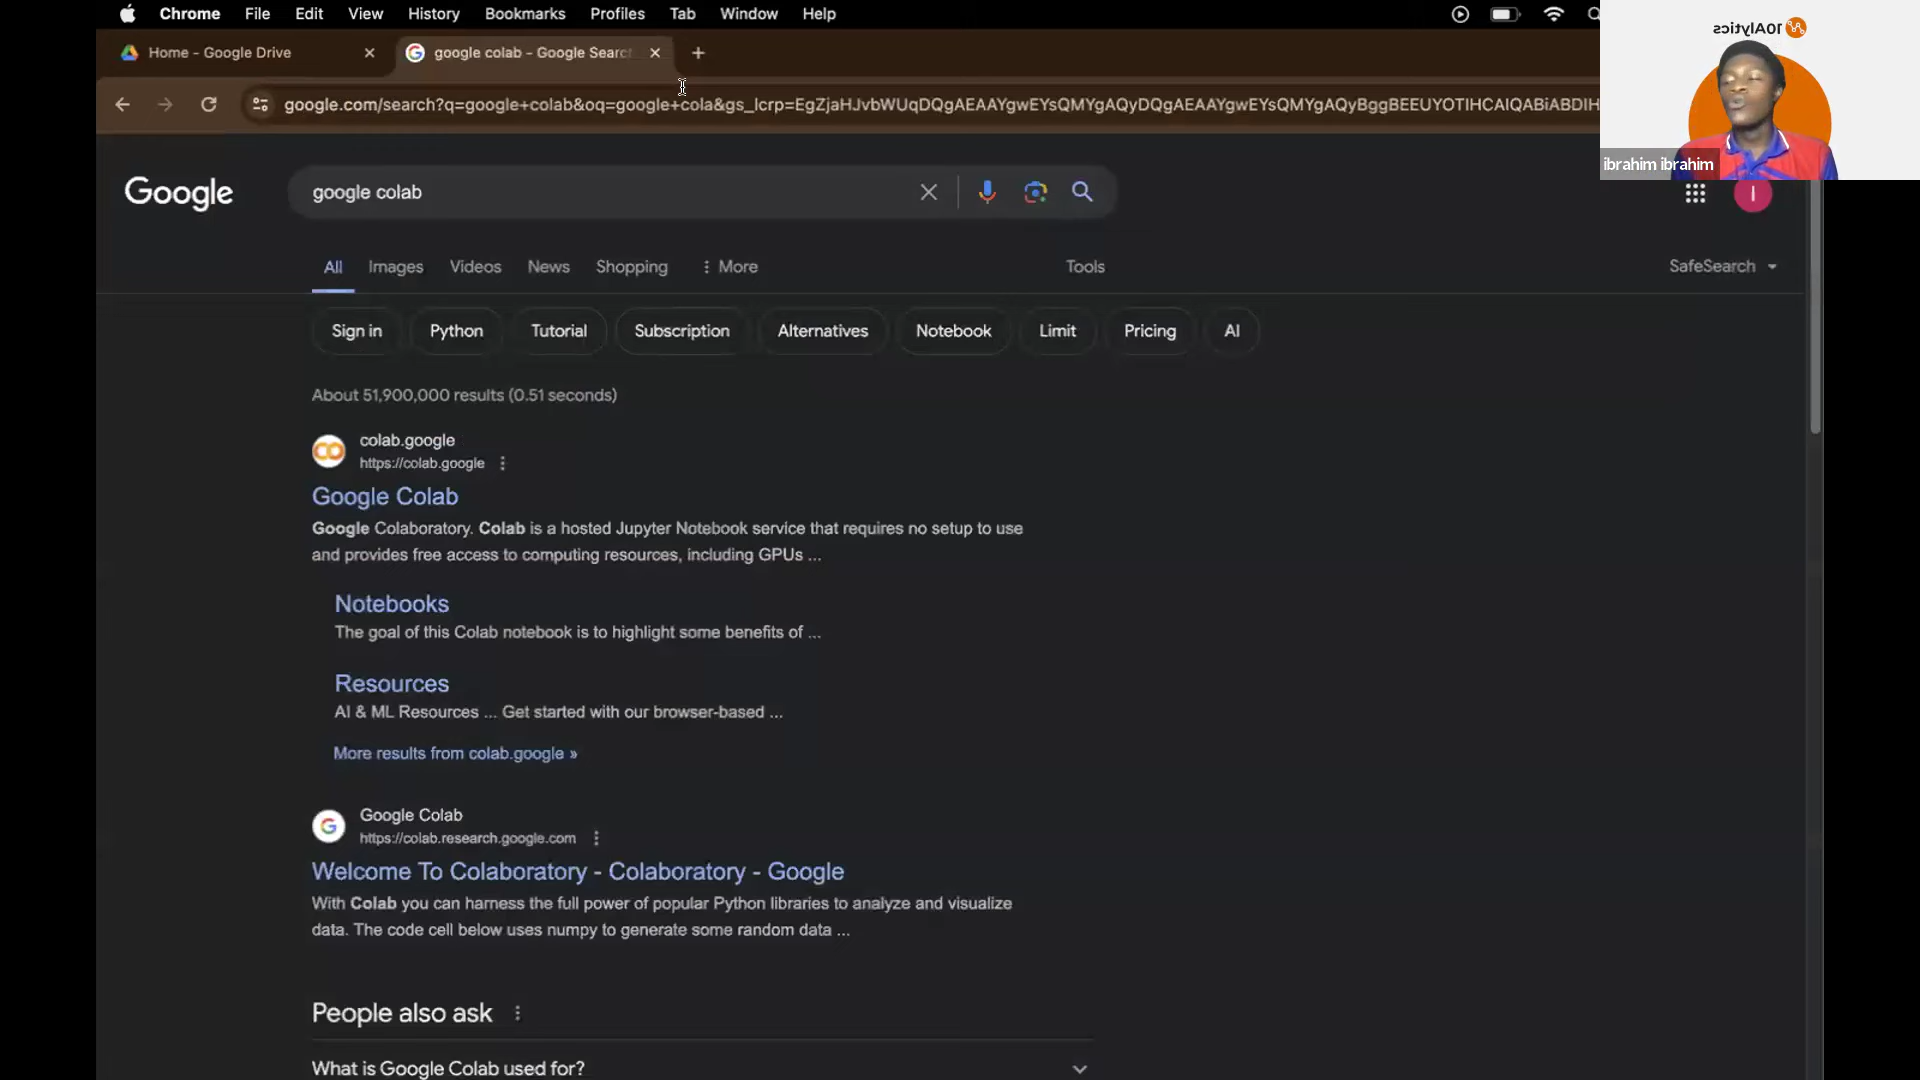 Chrome File Edit View History Bookmarks Profiles Tab Window Help
10Alytics
Home - Google Drive
google colab - Google Search
google.com/search?q=google+colab&oq=google+cola&gs_lcrp=EgZjaHJvbWUqDQgAEAAYgwEYsQMYgAQyDQgAEAAYgwEYsQMYgAQyBggBEEUYOTIHCAIQABiABDIH
ibrahim ibrahim
Google
google colab
I
All Images Videos News Shopping More Tools SafeSearch
Sign in Python Tutorial Subscription Alternatives Notebook Limit Pricing AI
About 51,900,000 results (0.51 seconds)
colab.google
https://colab.google
Google Colab
Google Colaboratory. Colab is a hosted Jupyter Notebook service that requires no setup to use
and provides free access to computing resources, including GPUs ...
Notebooks
The goal of this Colab notebook is to highlight some benefits of ...
Resources
AI & ML Resources ... Get started with our browser-based ...
More results from colab.google »
Google Colab
https://colab.research.google.com
Welcome To Colaboratory - Colaboratory - Google
With Colab you can harness the full power of popular Python libraries to analyze and visualize
data. The code cell below uses numpy to generate some random data ...
People also ask
What is Google Colab used for?